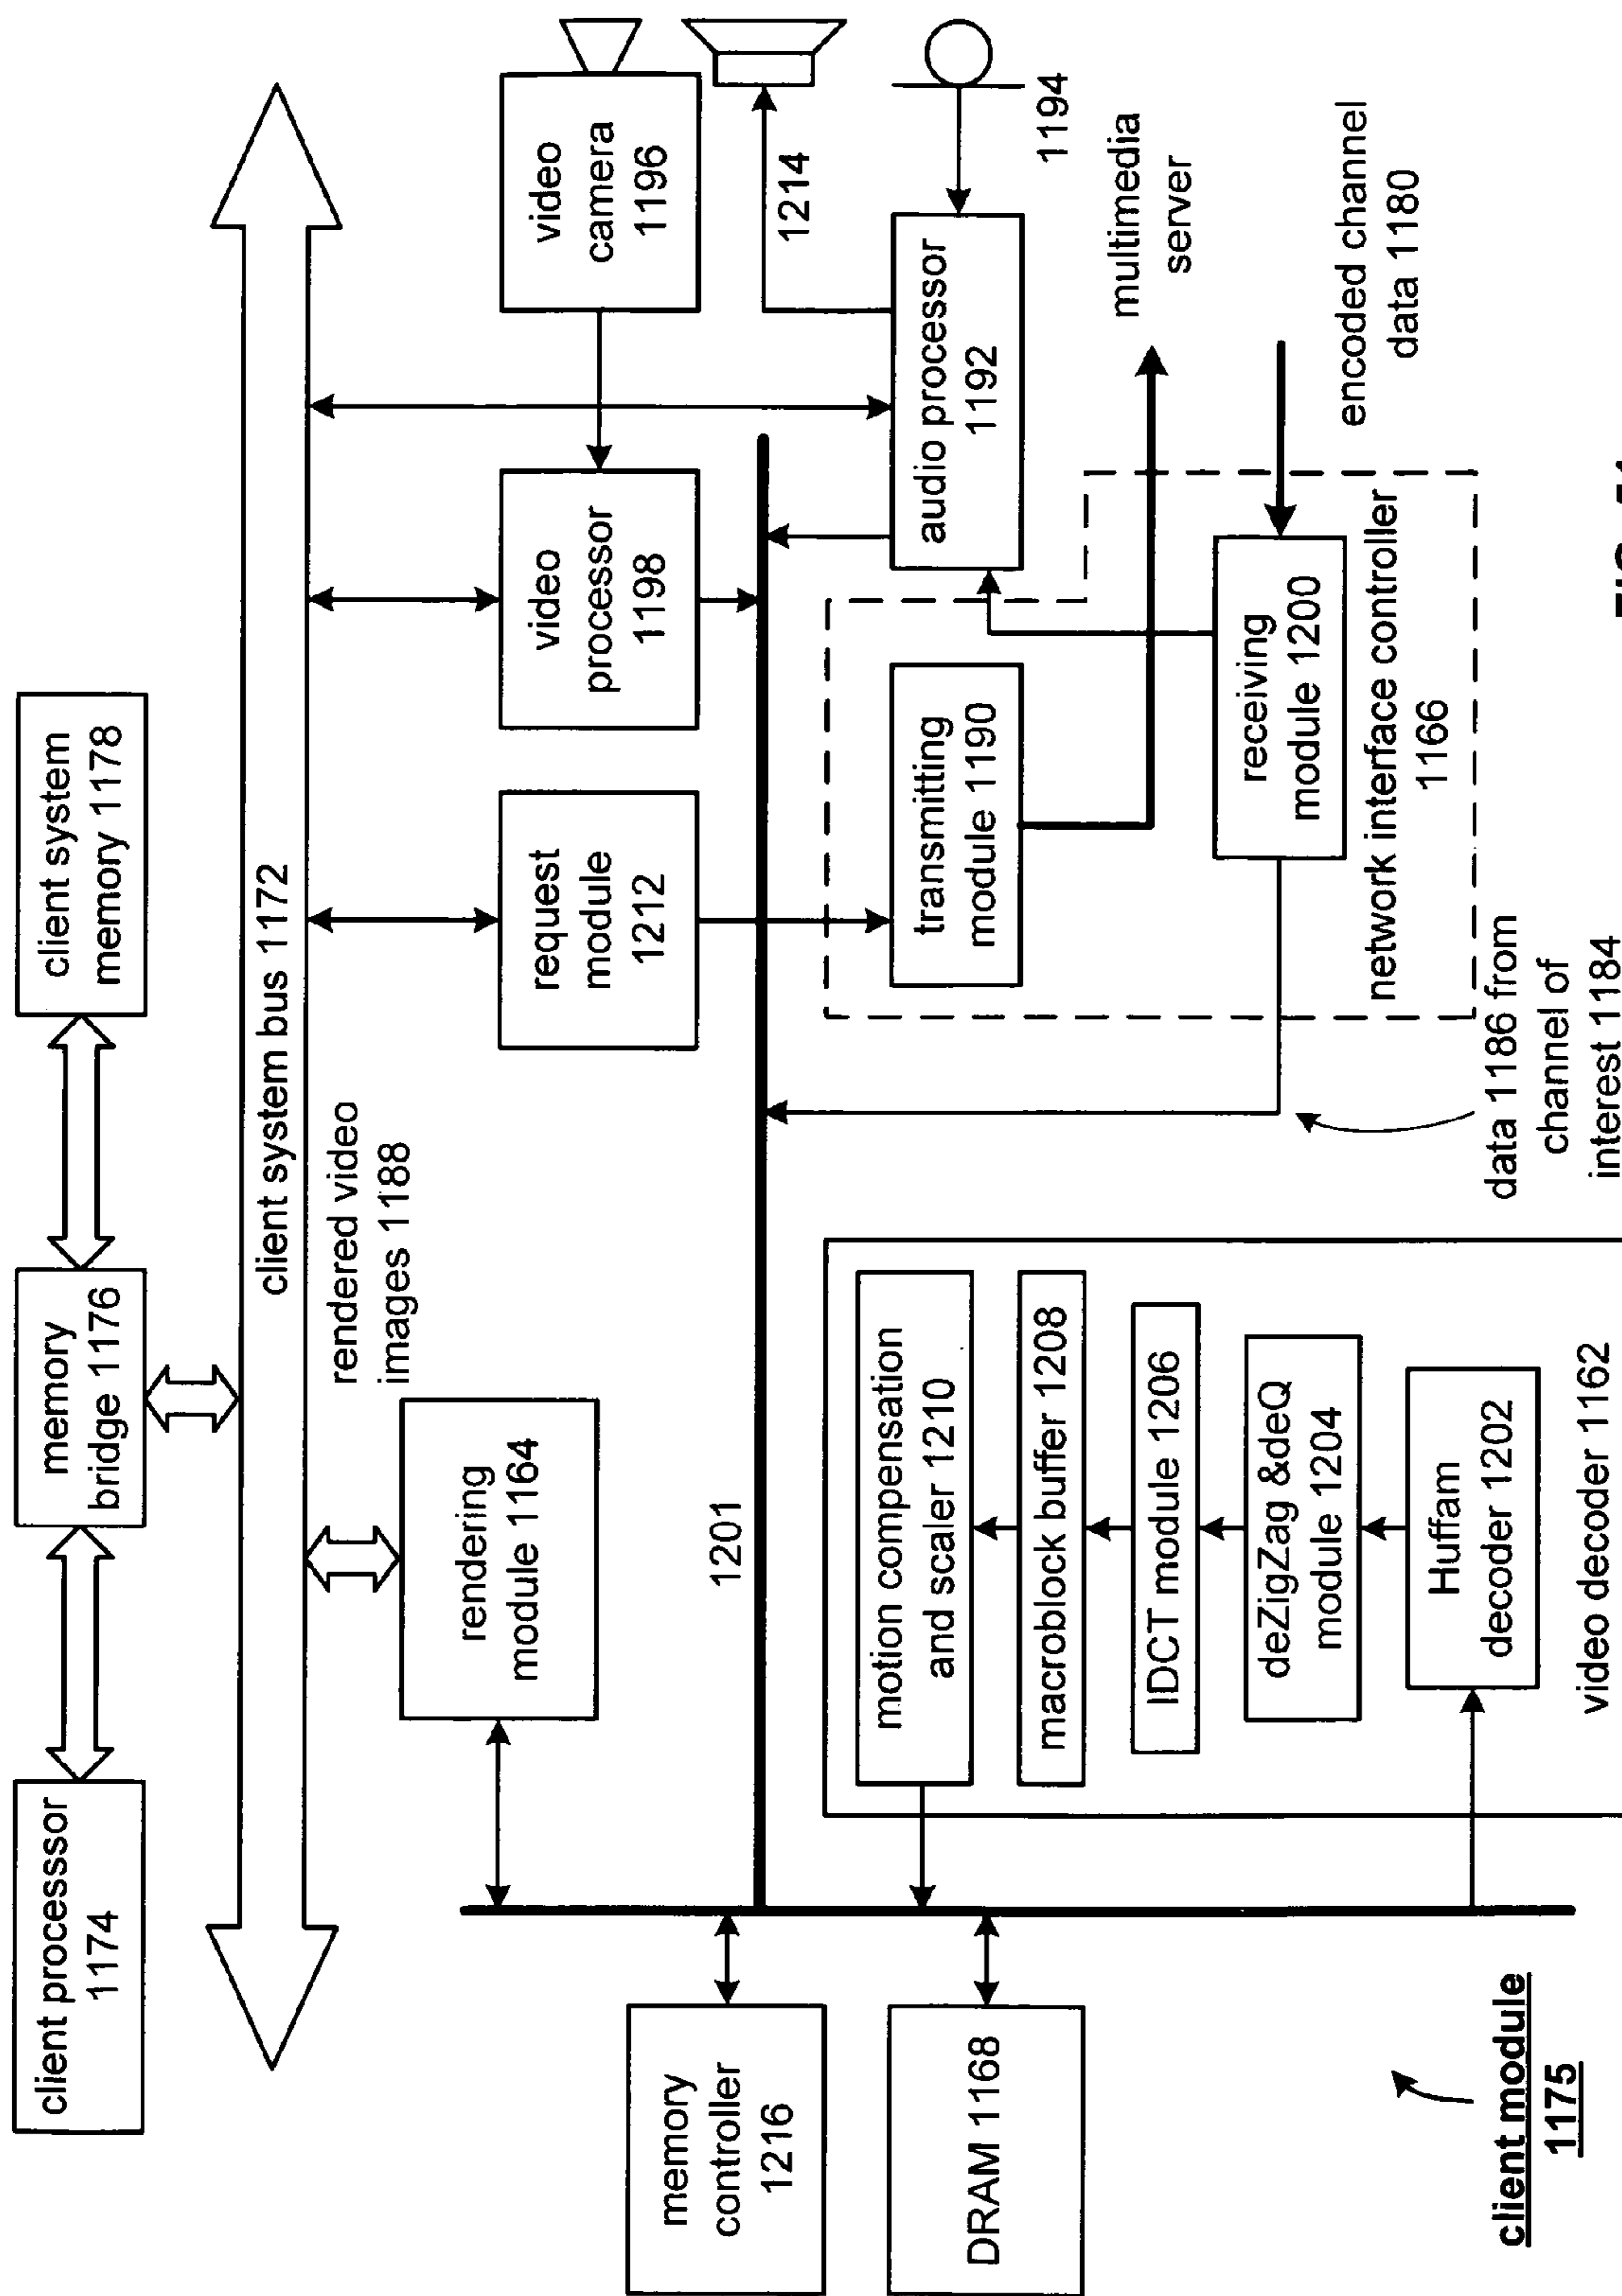 client processsor
1174
memory
bridge 1176
client system
memory 1178
client system bus 1172
rendered video
images 1188
rendering
module 1164
request
module
1212
video
processor
1198
video
camera
1196
1201
1214
memory
controller
1216
DRAM 1168
motion compensation
and scaler 1210
macroblock buffer 1208
IDCT module 1206
deZigZag &deQ
module 1204
Huffam
decoder 1202
video decoder 1162
transmitting
module 1190
audio processor
1192
1194
multimedia
server
receiving
module 1200
network interface controller
1166
encoded channel
data 1180
data 1186 from
channel of
interest 1184
client module
1175